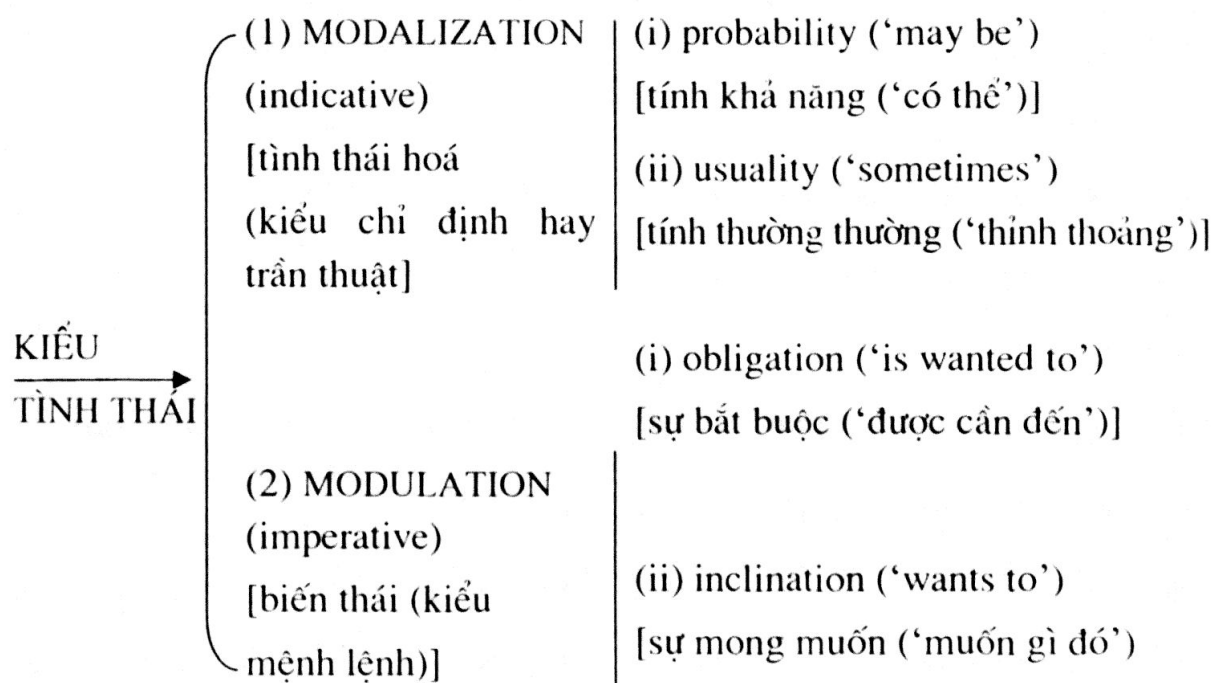 (1) MODALIZATION
(indicative)
[tình thái hoá
(kiểu chỉ định hay
trần thuật]
(i) probability (‘may be’)
[tính khả năng (‘có thể’)]
(ii) usuality (‘sometimes’)
[tính thường thường (‘thỉnh thoảng’)]
KIỂU
TÌNH THÁI
(i) obligation (‘is wanted to’)
[sự bắt buộc (‘được cần đến’)]
(2) MODULATION
(imperative)
[biến thái (kiểu
mệnh lệnh)]
(ii) inclination (‘wants to’)
[sự mong muốn (‘muốn gì đó’)